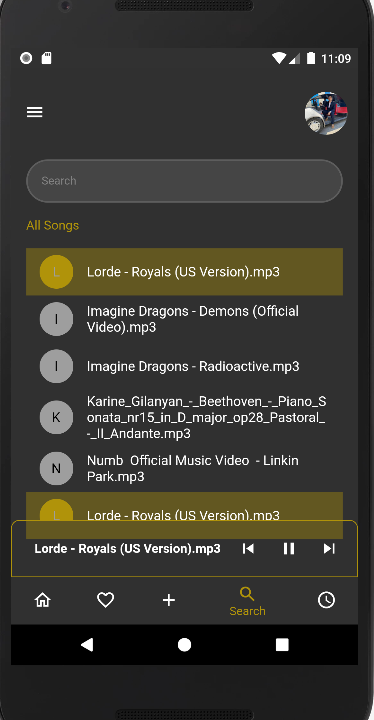 11:09
Search
All Songs
L
Lorde - Royals (US Version).mp3
I
Imagine Dragons - Demons (Official
Video).mp3
I
Imagine Dragons - Radioactive.mp3
K
Karine_Gilanyan_-_Beethoven_-_Piano_S
onata_nr15_in_D_major_op28_Pastoral_
-_II_Andante.mp3
N
Numb  Official Music Video  - Linkin
Park.mp3
L
Lorde - Royals (US Version).mp3
Lorde - Royals (US Version).mp3
Search